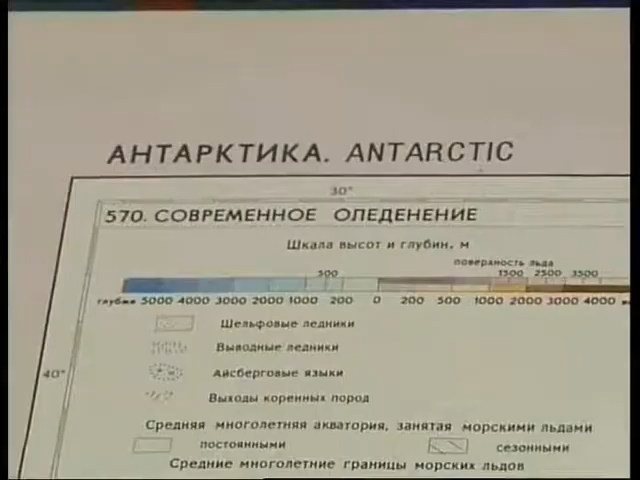 АНТАРКТИКА. ANTARCTIC
30°
570. СОВРЕМЕННОЕ ОЛЕДЕНЕНИЕ
Шкала высот и глубин, м
поверхность льда
500 1500 2500 3500
глубже 5000 4000 3000 2000 1000 200 0 200 500 1000 2000 3000 4000
Шельфовые ледники
Выводные ледники
40°
Айсберговые языки
Выходы коренных пород
Средняя многолетняя акватория, занятая морскими льдами
постоянными сезонными
Средние многолетние границы морских льдов